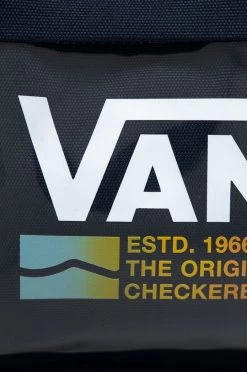 VAN
ESTD. 1966
THE ORIGI
CHECKERE